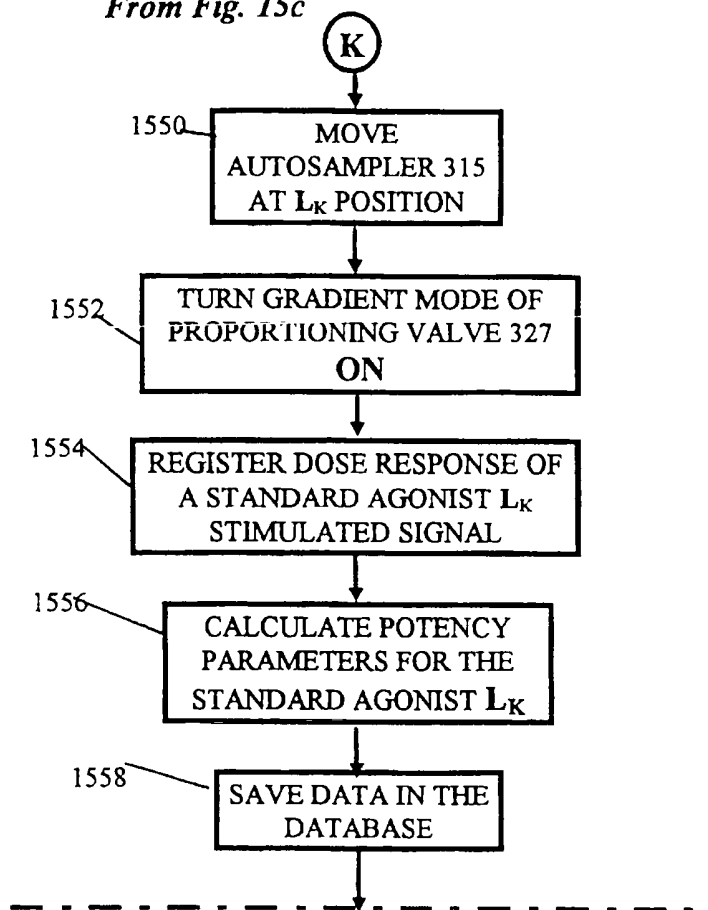 From Fig. 15c
K
1550
MOVE
AUTOSAMPLER 315
AT LK POSITION
1552
TURN GRADIENT MODE OF
PROPORTIONING VALVE 327
ON
1554
REGISTER DOSE RESPONSE OF
A STANDARD AGONIST LK
STIMULATED SIGNAL
1556
CALCULATE POTENCY
PARAMETERS FOR THE
STANDARD AGONIST LK
1558
SAVE DATA IN THE
DATABASE